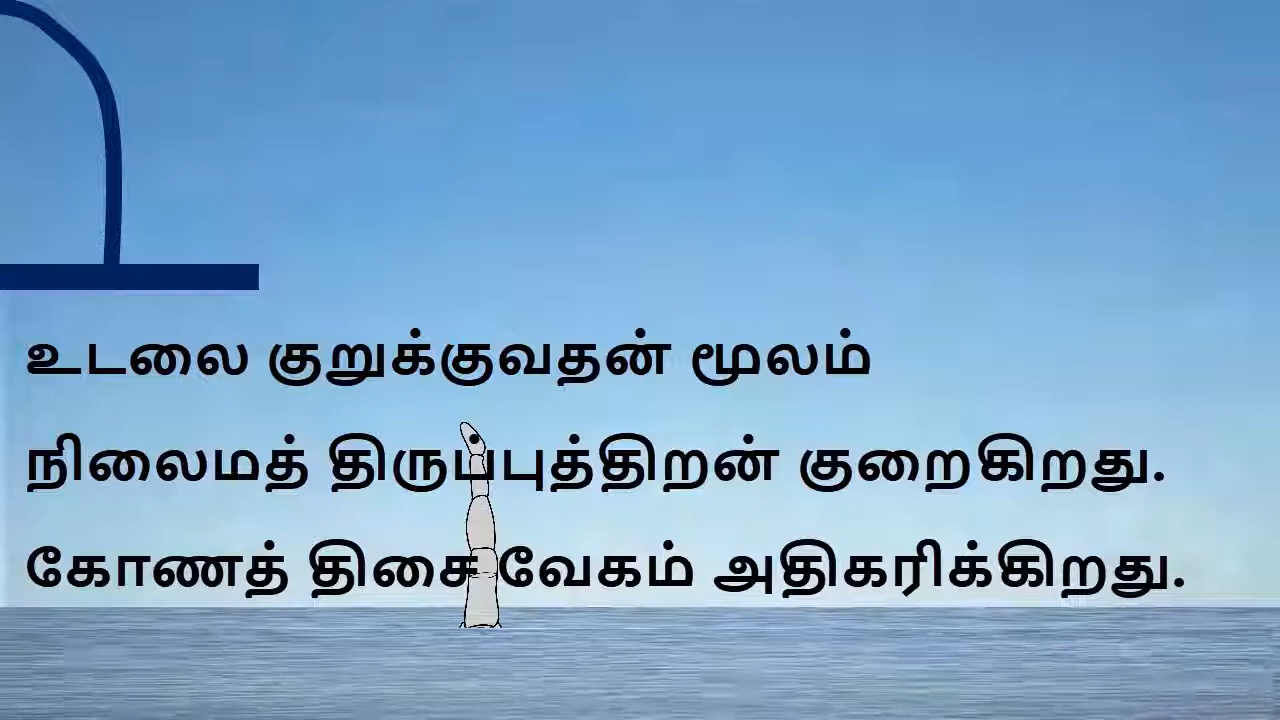 உடலை குறுக்குவதன் மூலம்
நிலைமத் திருப்புத்திறன் குறைகிறது.
கோணத் திசை வேகம் அதிகரிக்கிறது.